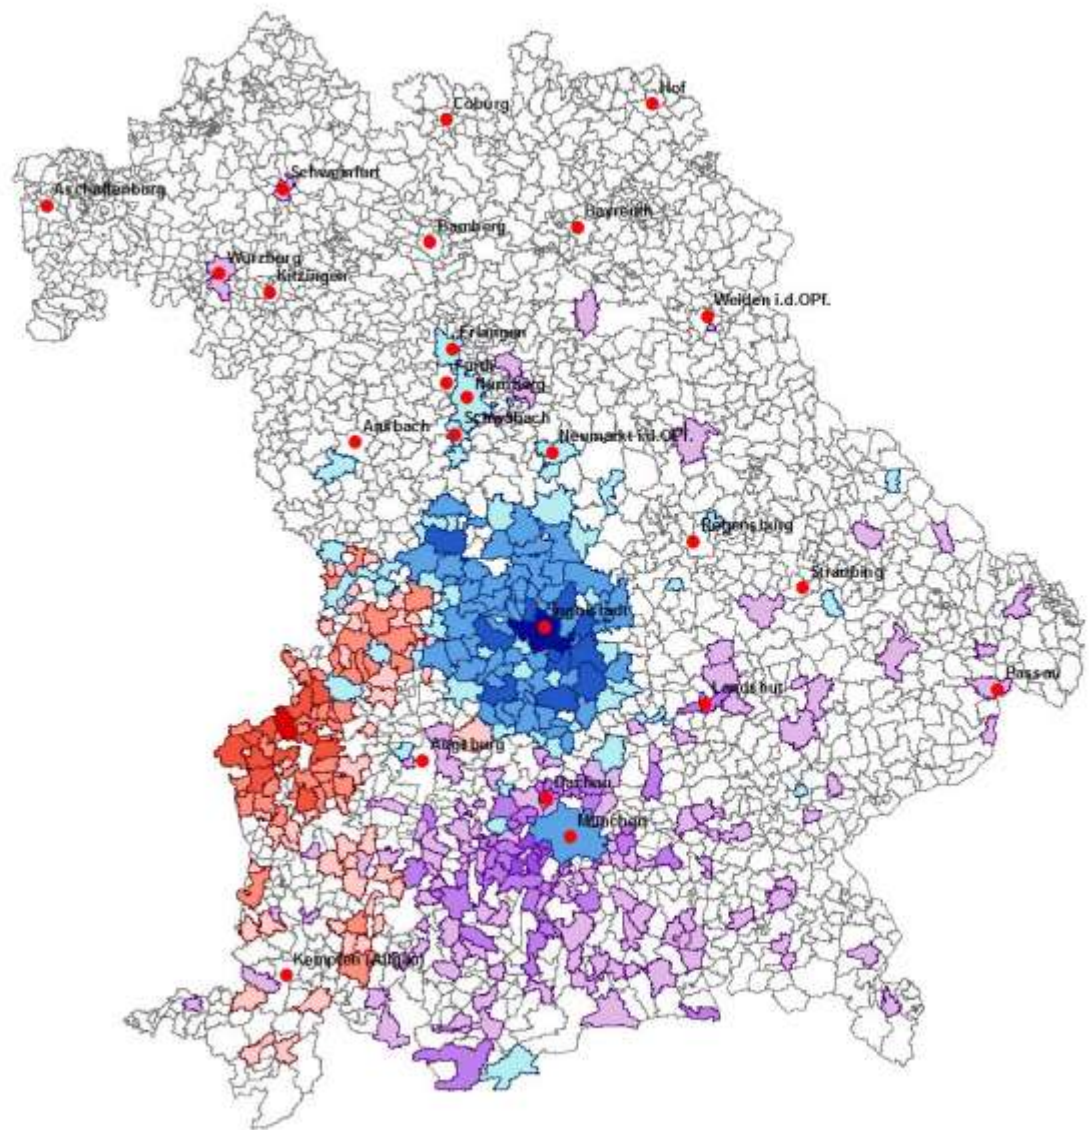 Hof
Coburg
Schweinfurt
Aschaffenburg
Bayreuth
Bamberg
Würzburg
Kitzingen
Weiden i.d.OPf.
Erlangen
Fürth
Nürnberg
Schwabach
Ansbach
Neumarkt i.d.OPf.
Regensburg
Straubing
Ingolstadt
Passau
Landshut
Augsburg
Dachau
München
Kempten (Allgäu)